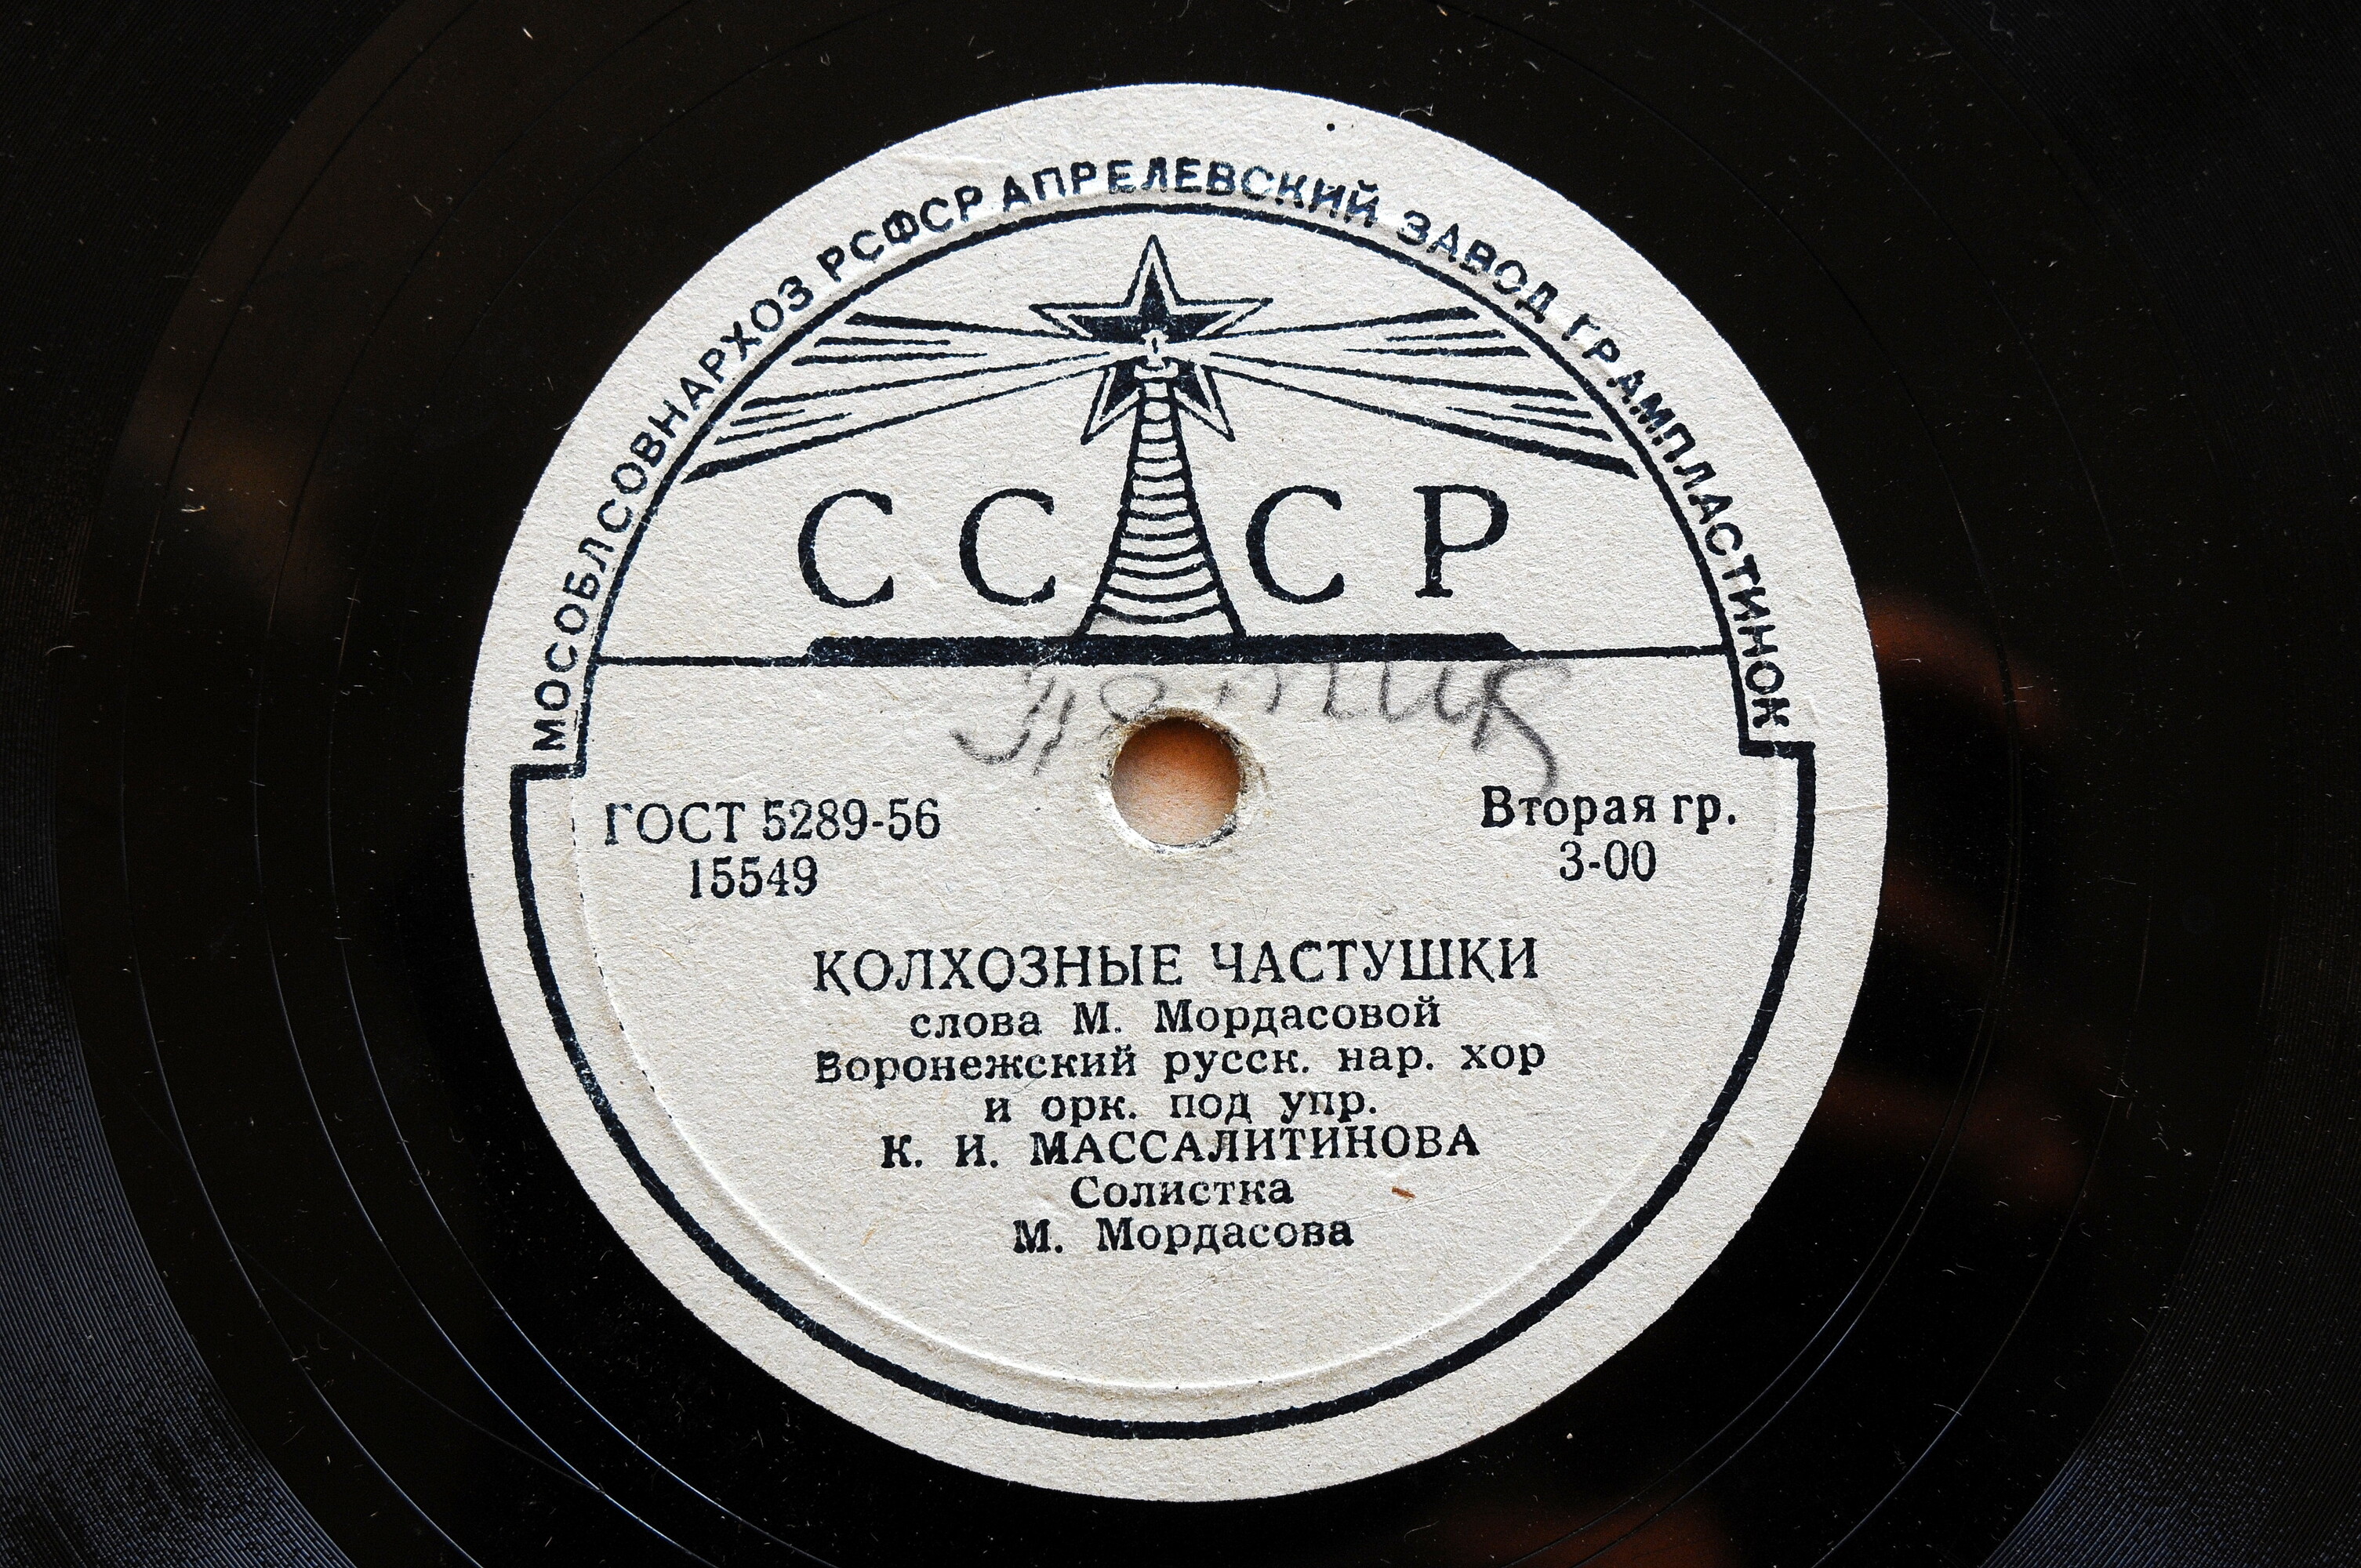 МОСОБЛСОВНАРХОЗ РСФСР АПРЕЛЕВСКИЙ ЗАВОД ГРАМПЛАСТИНОК
СССР
ГОСТ 5289-56
15549
Вторая гр.
3-00
КОЛХОЗНЫЕ ЧАСТУШКИ
слова М. Мордасовой
Воронежский русск. нар. хор
и орк. под упр.
К. И. МАССАЛИТИНОВА
Солистка
М. Мордасова